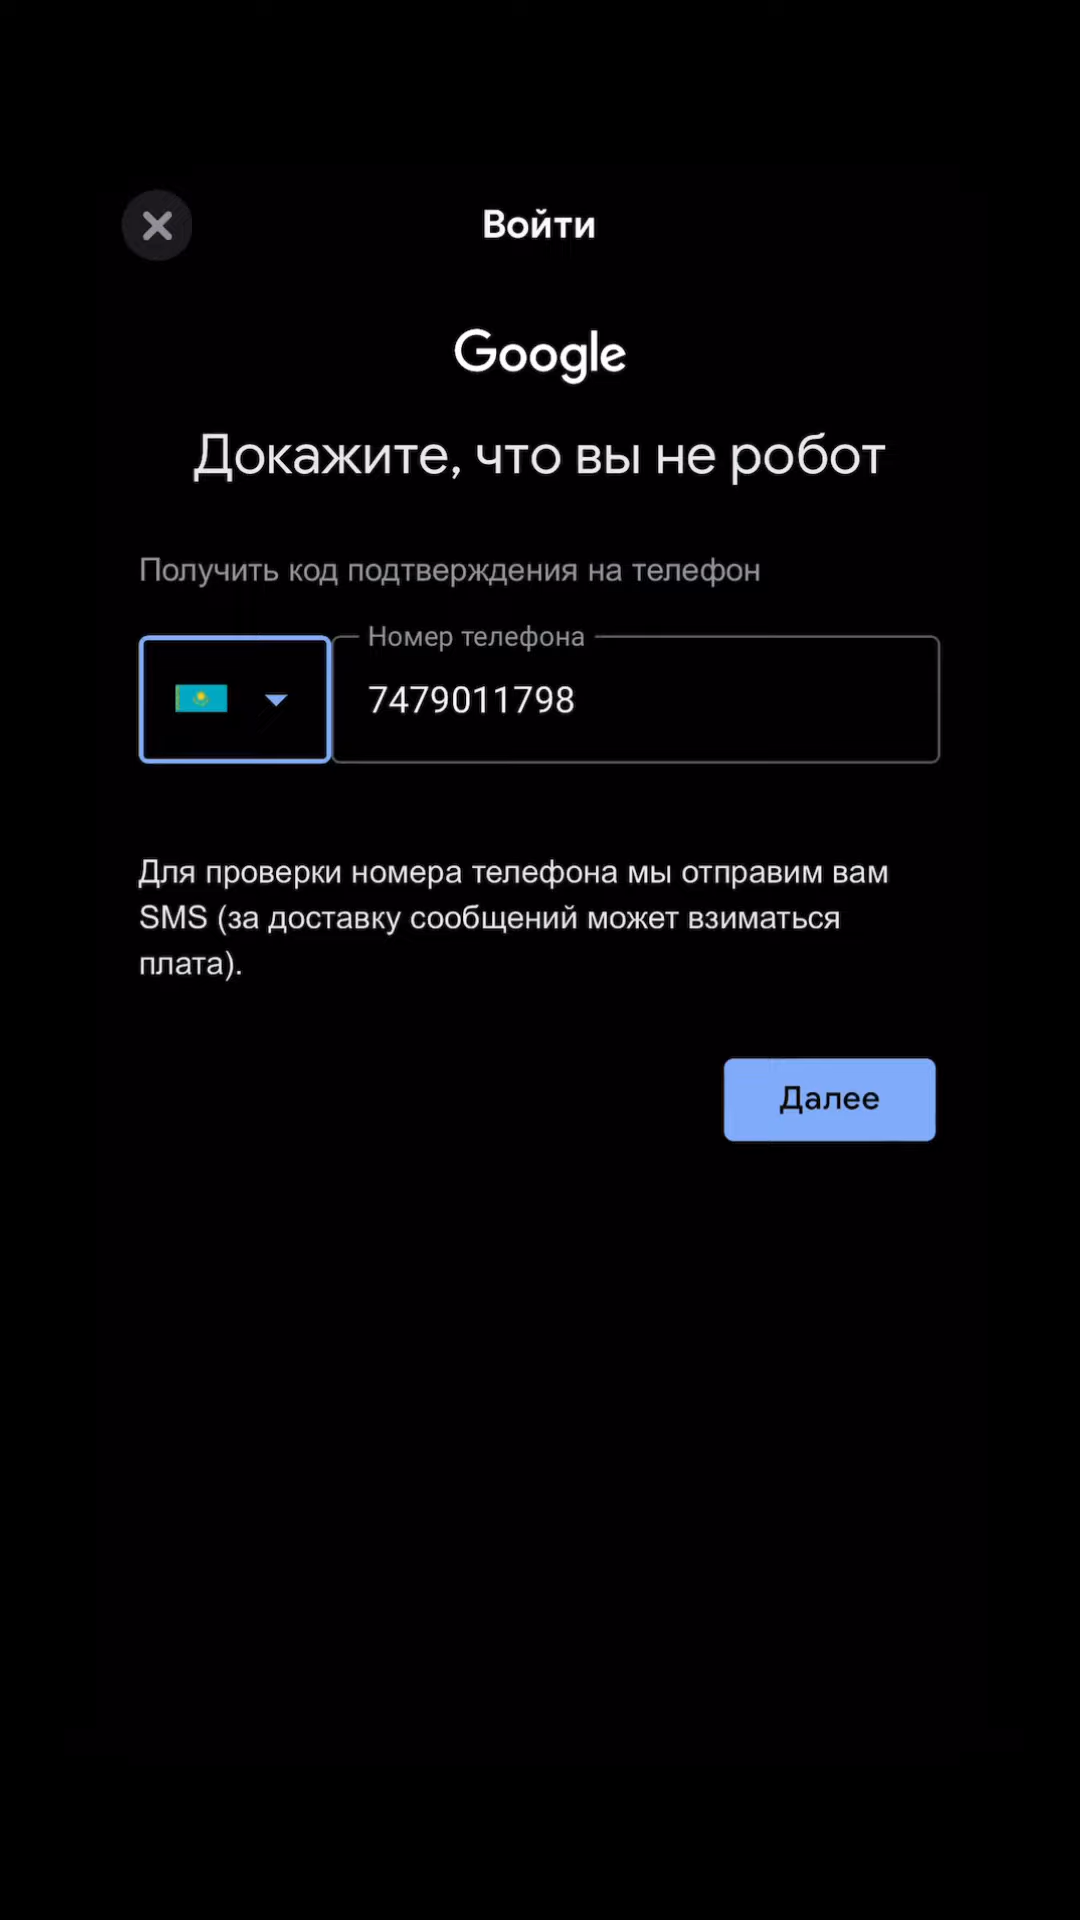 Войти
Google
Докажите, что вы не робот
Получить код подтверждения на телефон
Номер телефона
7479011798
Для проверки номера телефона мы отправим вам
SMS (за доставку сообщений может взиматься
плата).
Далее